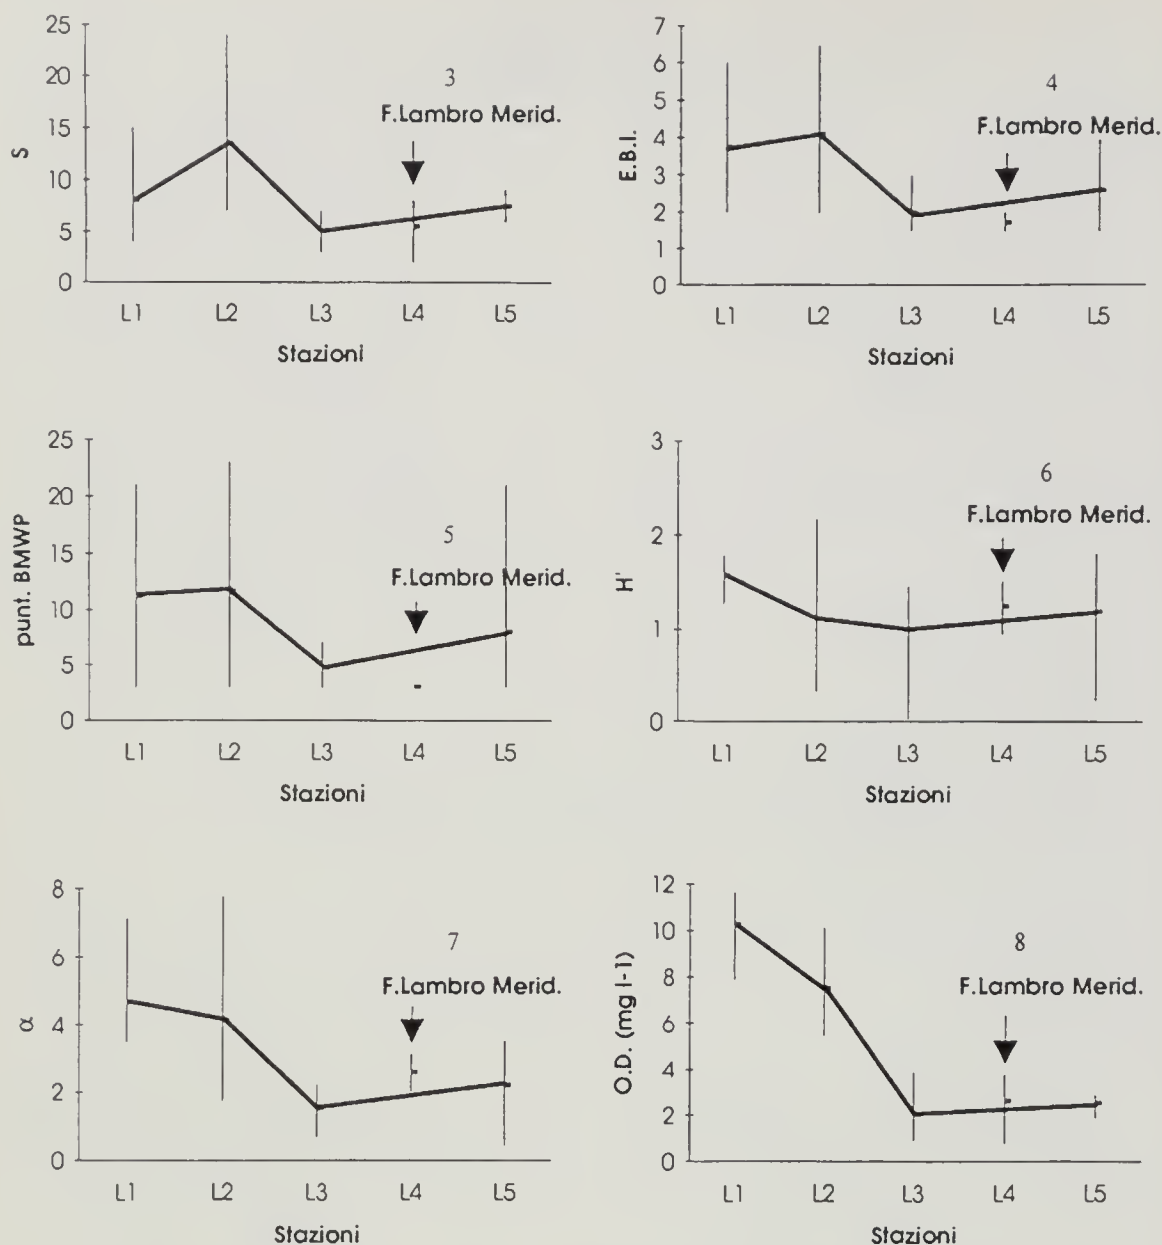 25
20
15
10
5
0
S
3
F.Lambro Merid.
L1 L2 L3 L4 L5
Stazioni
7
6
5
4
3
2
1
0
E.B.I.
4
F.Lambro Merid.
L1 L2 L3 L4 L5
Stazioni
25
20
15
10
5
0
punt. BMWP
5
F.Lambro Merid.
L1 L2 L3 L4 L5
Stazioni
3
2
1
0
H'
6
F.Lambro Merid.
L1 L2 L3 L4 L5
Stazioni
8
6
4
2
0
α
7
F.Lambro Merid.
L1 L2 L3 L4 L5
Stazioni
12
10
8
6
4
2
0
O.D. (mg l-1)
8
F.Lambro Merid.
L1 L2 L3 L4 L5
Stazioni